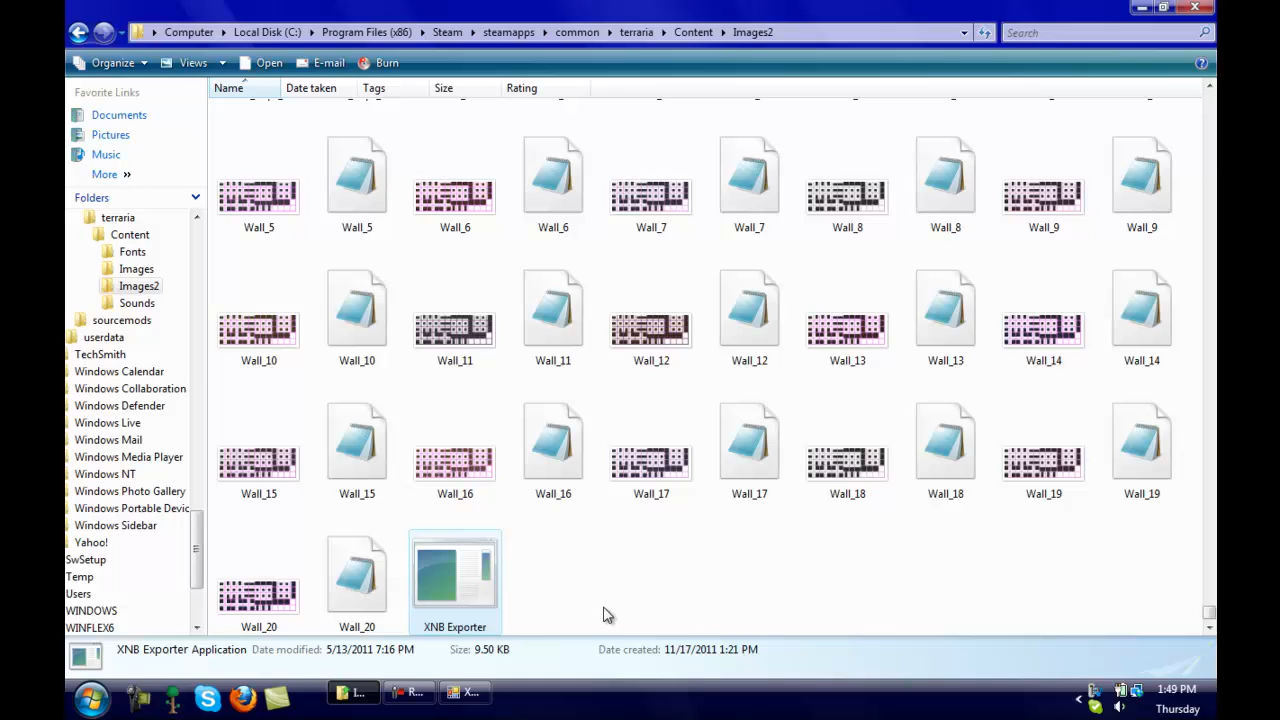 Computer Local Disk (C:) Program Files (x86) Steam steamapps common terraria Content Images2 Search
Organize Views Open E-mail Burn
Favorite Links
Documents
Pictures
Music
More »
Folders
terraria
Content
Fonts
Images
Images2
Sounds
sourcemods
userdata
TechSmith
Windows Calendar
Windows Collaboration
Windows Defender
Windows Live
Windows Mail
Windows Media Player
Windows NT
Windows Photo Gallery
Windows Portable Devic
Windows Sidebar
Yahoo!
SwSetup
Temp
Users
WINDOWS
WINFLEX6
Name Date taken Tags Size Rating
Wall_5 Wall_5 Wall_6 Wall_6 Wall_7 Wall_7 Wall_8 Wall_8 Wall_9 Wall_9
Wall_10 Wall_10 Wall_11 Wall_11 Wall_12 Wall_12 Wall_13 Wall_13 Wall_14 Wall_14
Wall_15 Wall_15 Wall_16 Wall_16 Wall_17 Wall_17 Wall_18 Wall_18 Wall_19 Wall_19
Wall_20 Wall_20 XNB Exporter
XNB Exporter Application Date modified: 5/13/2011 7:16 PM Size: 9.50 KB Date created: 11/17/2011 1:21 PM
I... R... X... 1:49 PM
Thursday